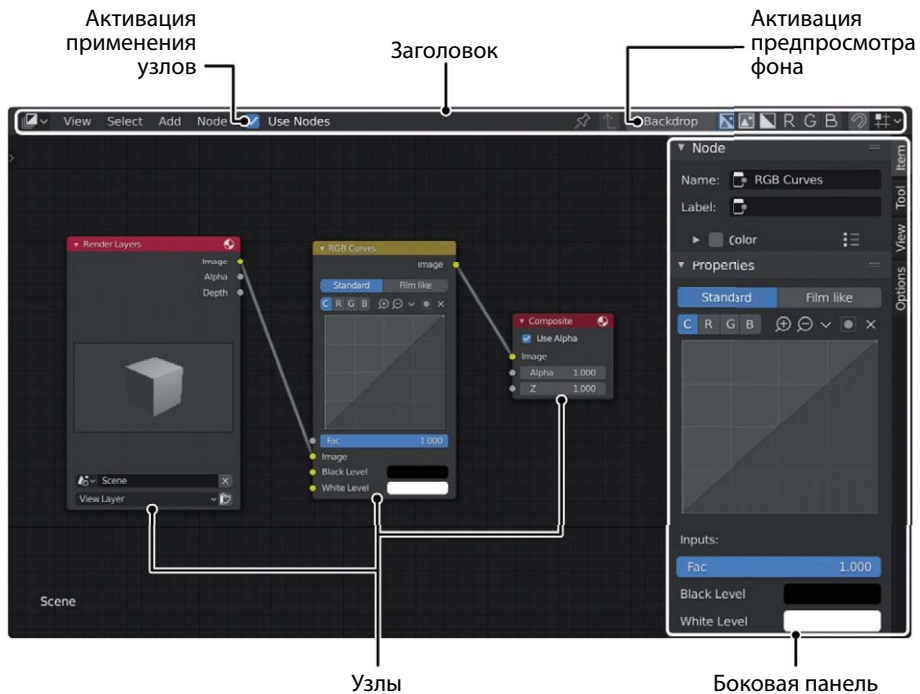 Активация
применения
узлов
Заголовок
Активация
предпросмотра
фона
View Select Add Node Use Nodes Backdrop R G B
Node
Name: RGB Curves
Label:
Color
Properties
Standard Film like
C R G B
Inputs:
Fac 1.000
Black Level
White Level
Item
Tool
View
Options
Render Layers
Image
Alpha
Depth
Scene
View Layer
RGB Curves
Image
Standard Film like
C R G B
Fac 1.000
Image
Black Level
White Level
Composite
Use Alpha
Image
Alpha 1.000
Z 1.000
Scene
Узлы
Боковая панель